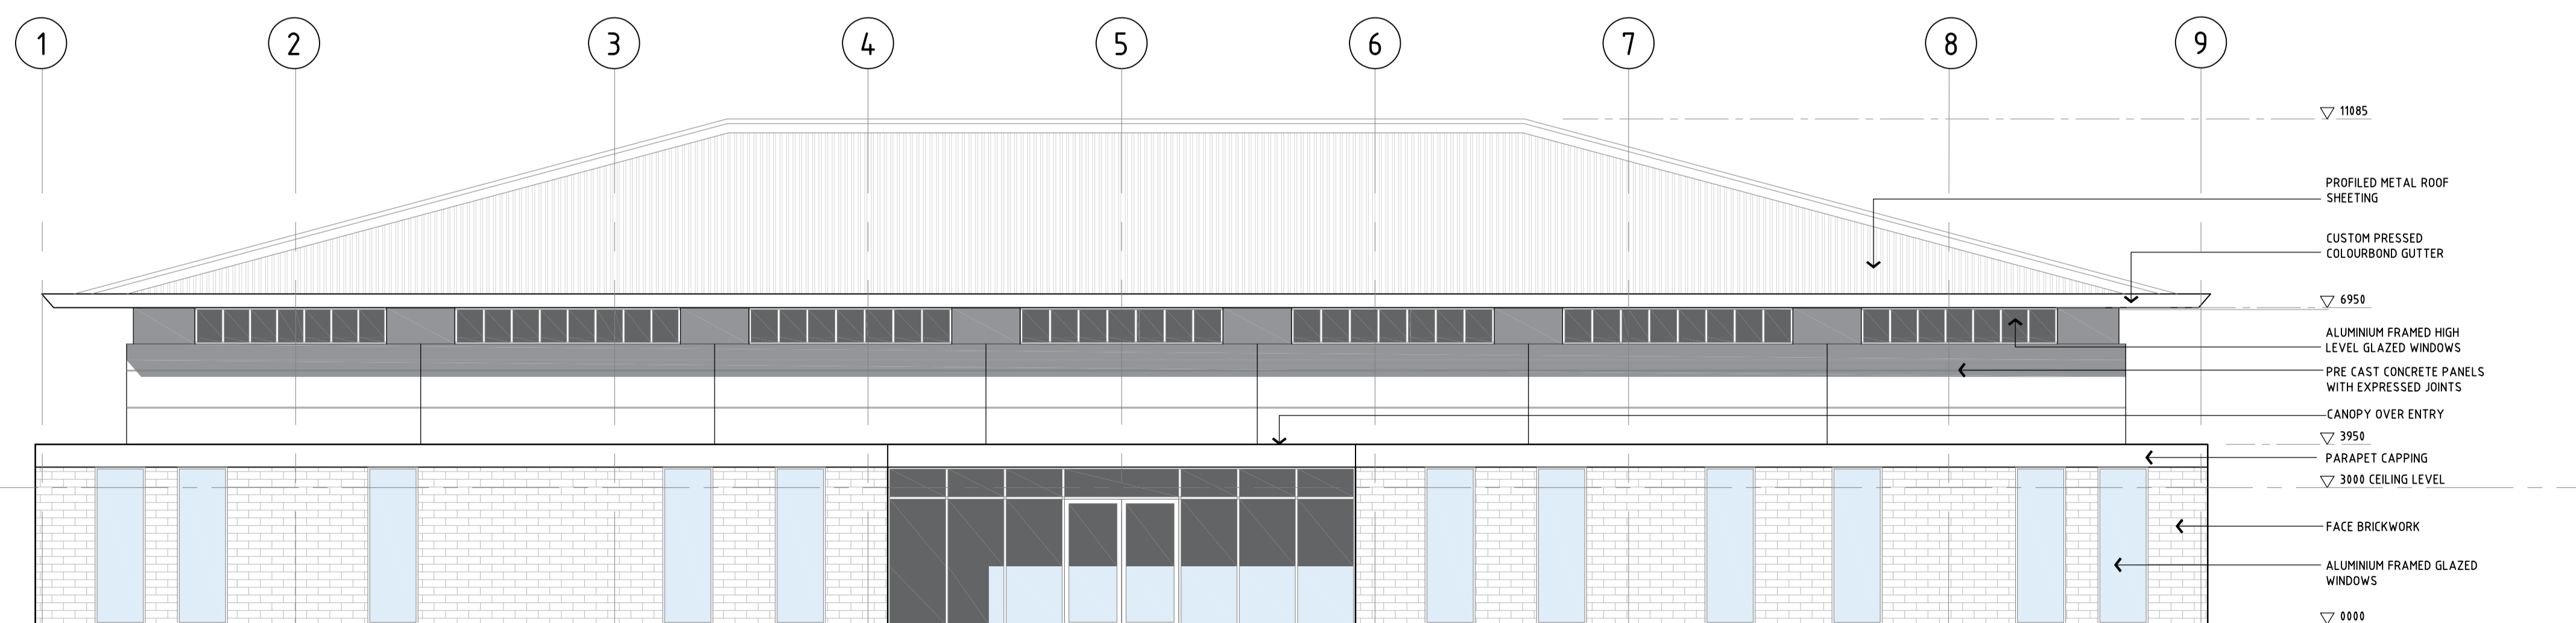 1 2 3 4 5 6 7 8 9
11085
PROFILED METAL ROOF
SHEETING
CUSTOM PRESSED
COLOURBOND GUTTER
6950
ALUMINIUM FRAMED HIGH
LEVEL GLAZED WINDOWS
PRE CAST CONCRETE PANELS
WITH EXPRESSED JOINTS
CANOPY OVER ENTRY
3950
PARAPET CAPPING
3000 CEILING LEVEL
FACE BRICKWORK
ALUMINIUM FRAMED GLAZED
WINDOWS
0000